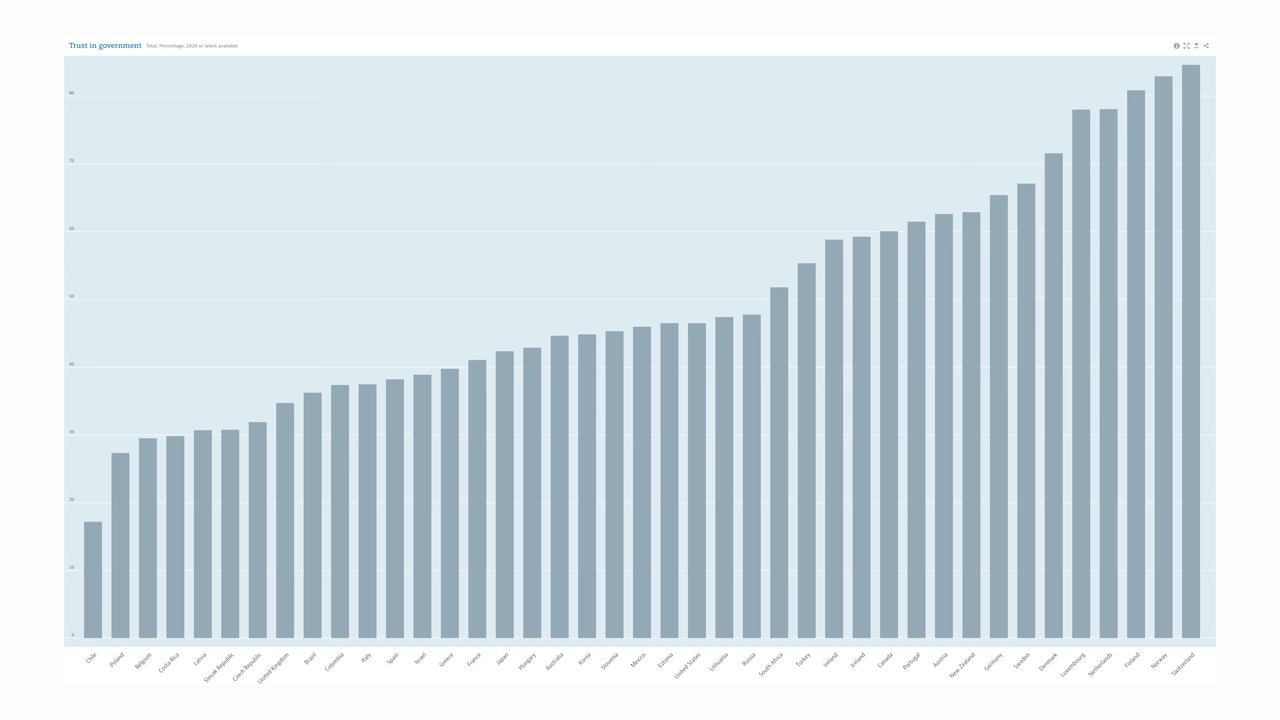 Trust in government Total, Percentage, 2020 or latest available
80
70
60
50
40
30
20
10
0
Chile
Poland
Belgium
Costa Rica
Latvia
Slovak Republic
Czech Republic
United Kingdom
Brazil
Colombia
Italy
Spain
Israel
Greece
France
Japan
Hungary
Australia
Korea
Slovenia
Mexico
Estonia
United States
Lithuania
Russia
South Africa
Turkey
Ireland
Iceland
Canada
Portugal
Austria
New Zealand
Germany
Sweden
Denmark
Luxembourg
Netherlands
Finland
Norway
Switzerland